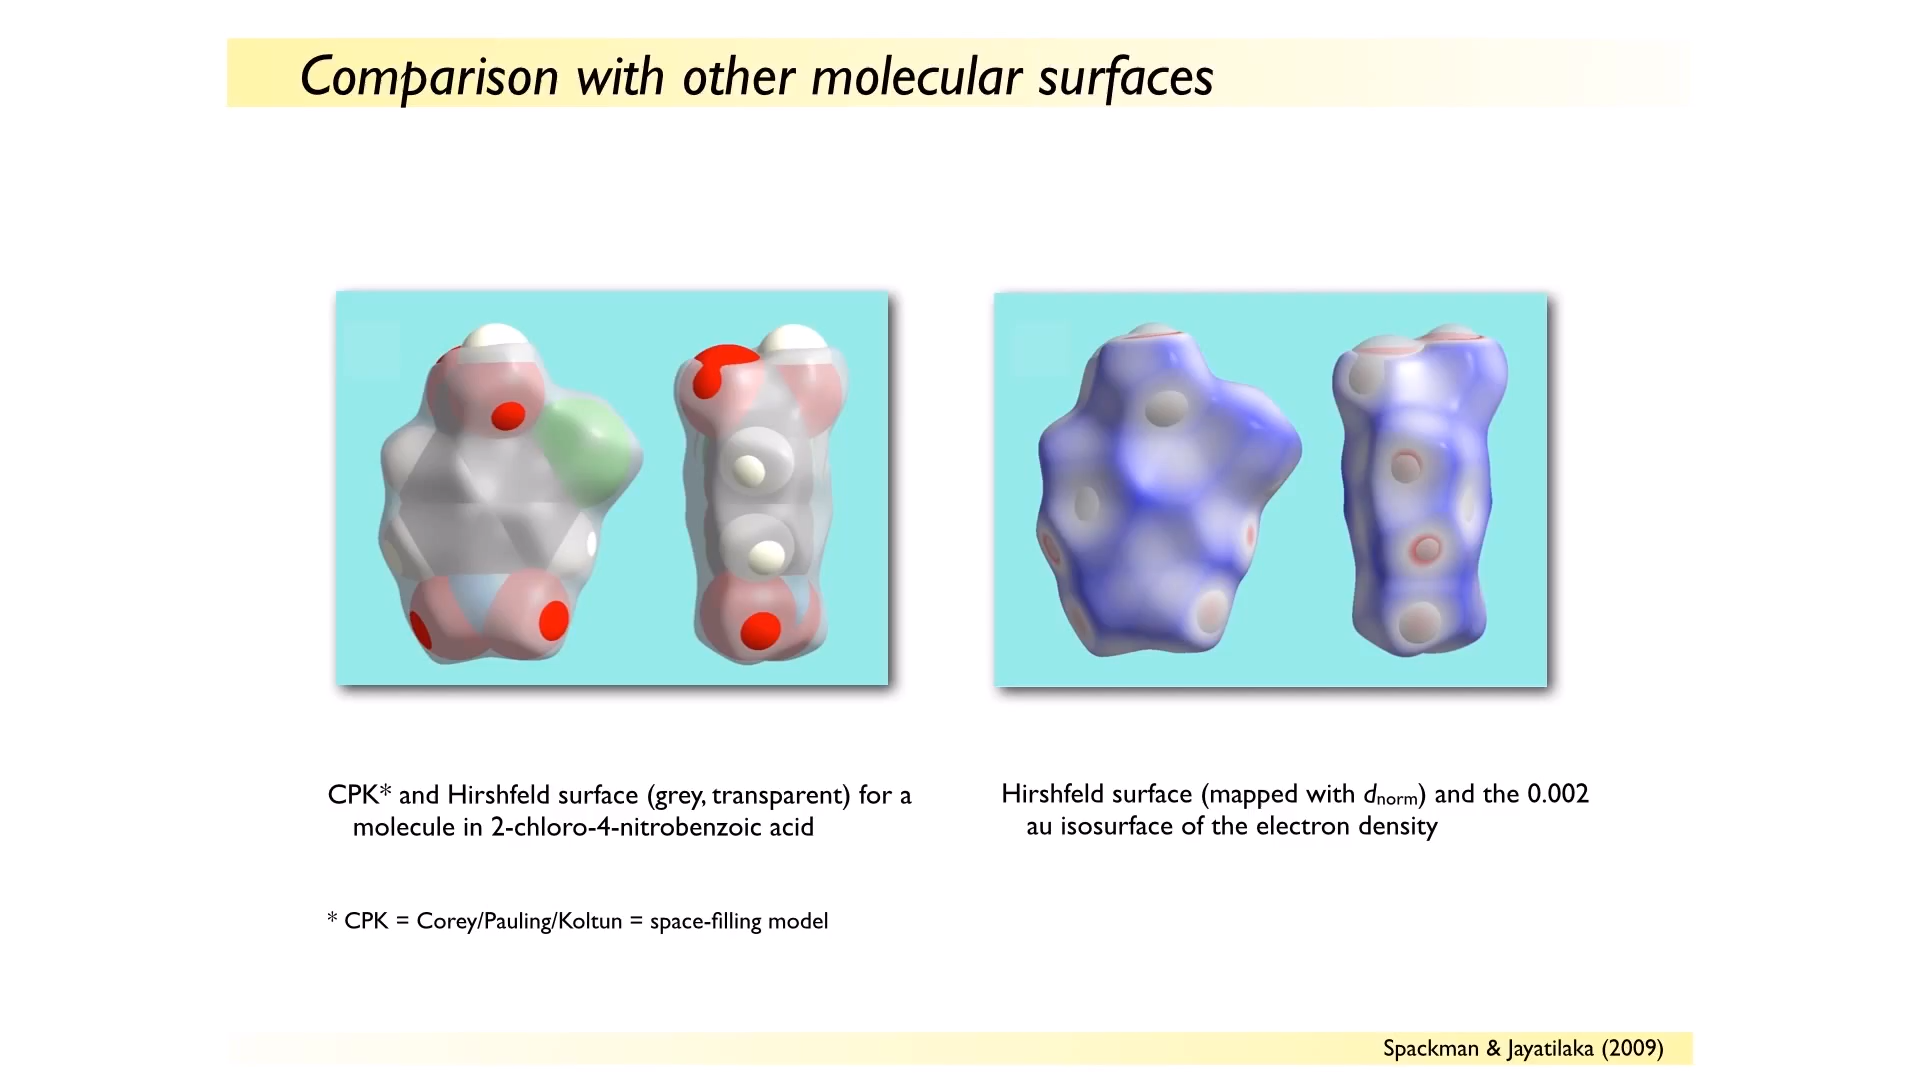 Comparison with other molecular surfaces
CPK* and Hirshfeld surface (grey, transparent) for a
molecule in 2-chloro-4-nitrobenzoic acid
Hirshfeld surface (mapped with dnorm) and the 0.002
au isosurface of the electron density
* CPK = Corey/Pauling/Koltun = space-filling model
Spackman & Jayatilaka (2009)